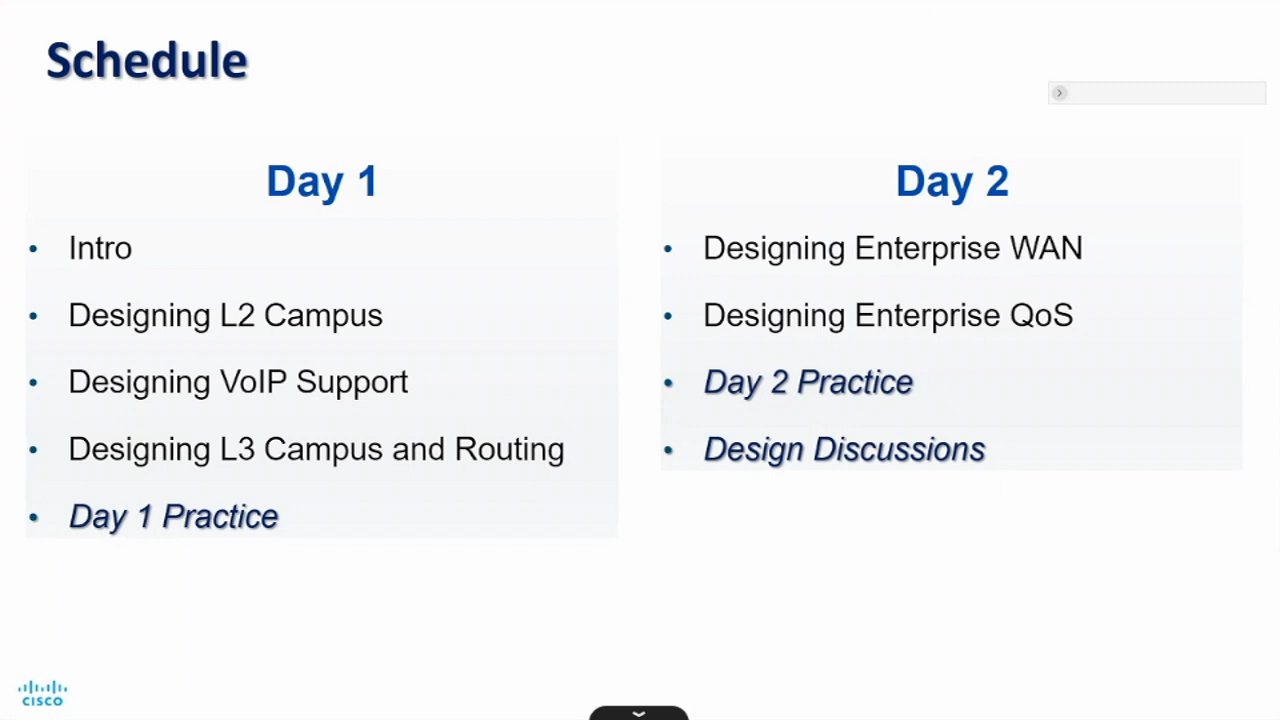 Schedule
Day 1
• Intro
• Designing L2 Campus
• Designing VoIP Support
• Designing L3 Campus and Routing
• Day 1 Practice
Day 2
• Designing Enterprise WAN
• Designing Enterprise QoS
• Day 2 Practice
• Design Discussions
CISCO